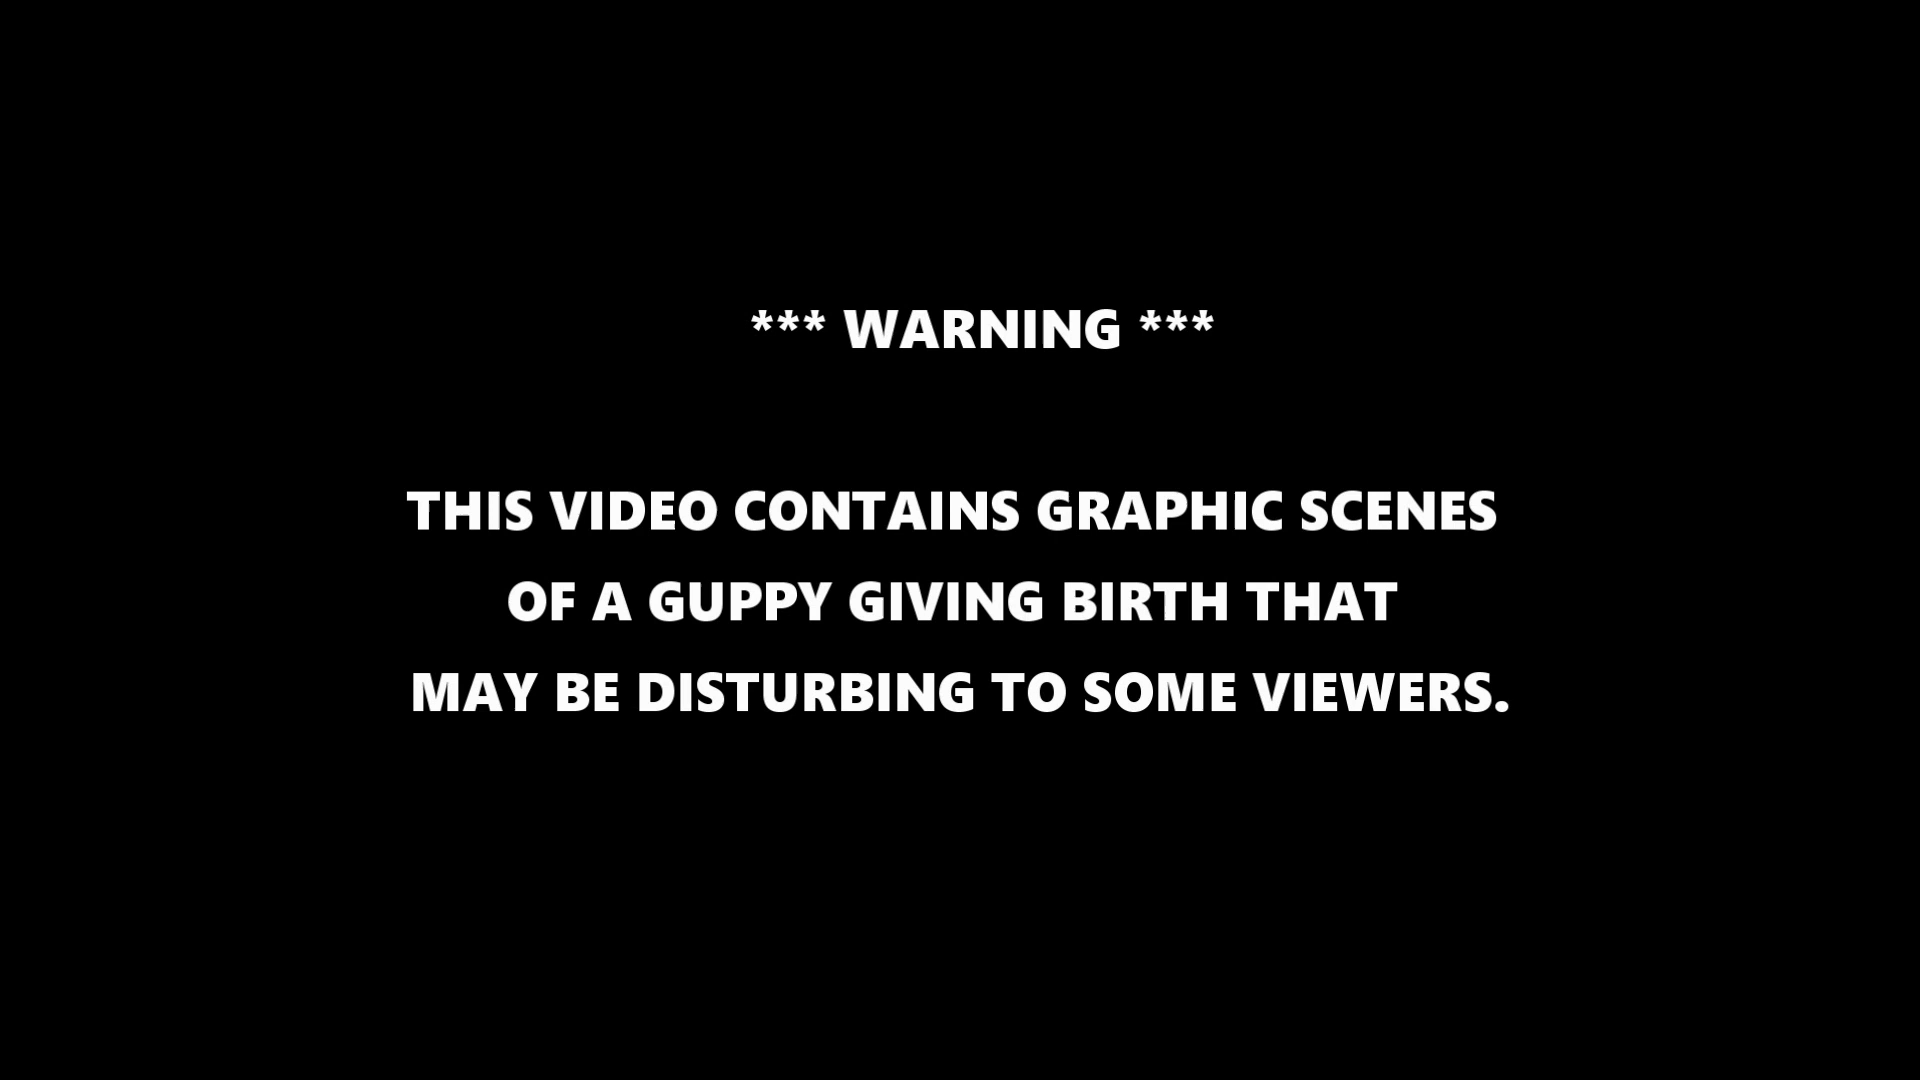 *** WARNING ***
THIS VIDEO CONTAINS GRAPHIC SCENES
OF A GUPPY GIVING BIRTH THAT
MAY BE DISTURBING TO SOME VIEWERS.